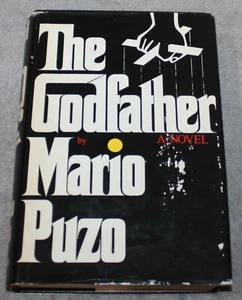 The
Godfather
by
A NOVEL
Mario
Puzo